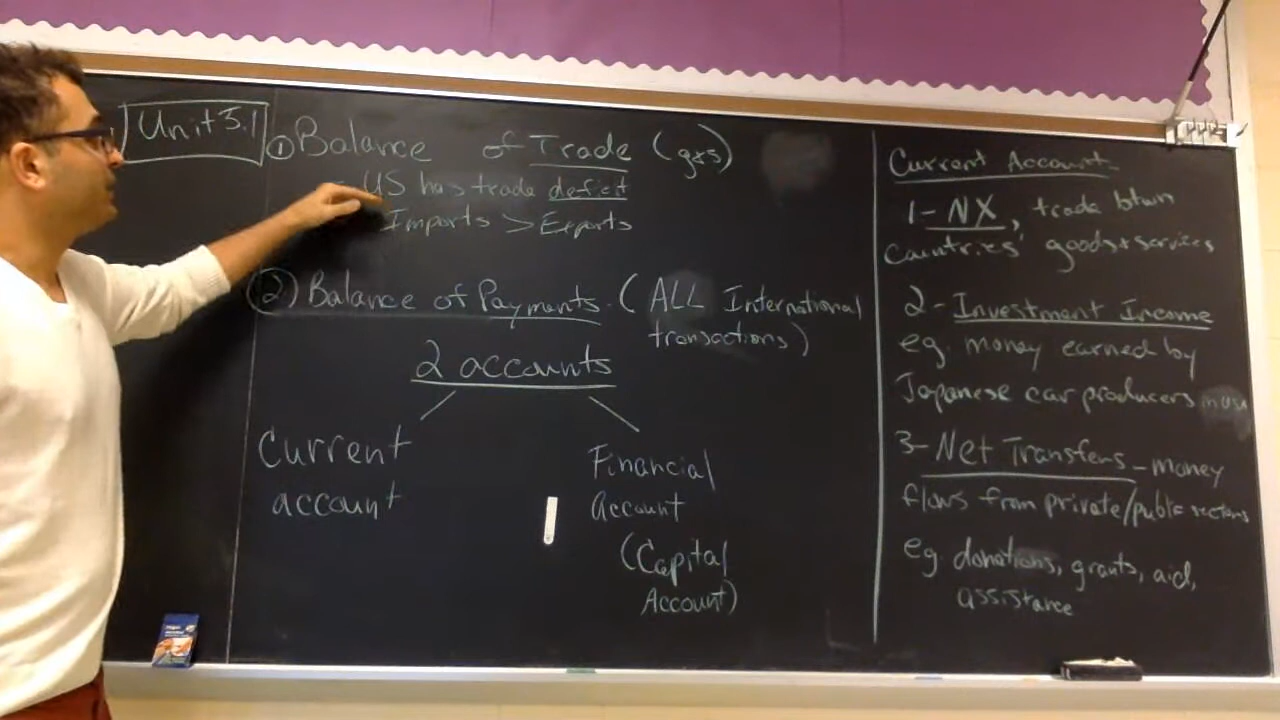 Unit 5.1
① Balance of Trade (g+s)
- US has trade deficit
Imports > Exports
② Balance of Payments. (ALL International
transactions)
2 accounts
Current
account
Financial
Account
(Capital
Account)
Current Account
1- NX, trade btwn
countries' goods+services
2- Investment Income
eg. money earned by
Japanese car producers in USA
3- Net Transfers - money
flows from private/public sectors
eg. donations, grants, aid,
assistance